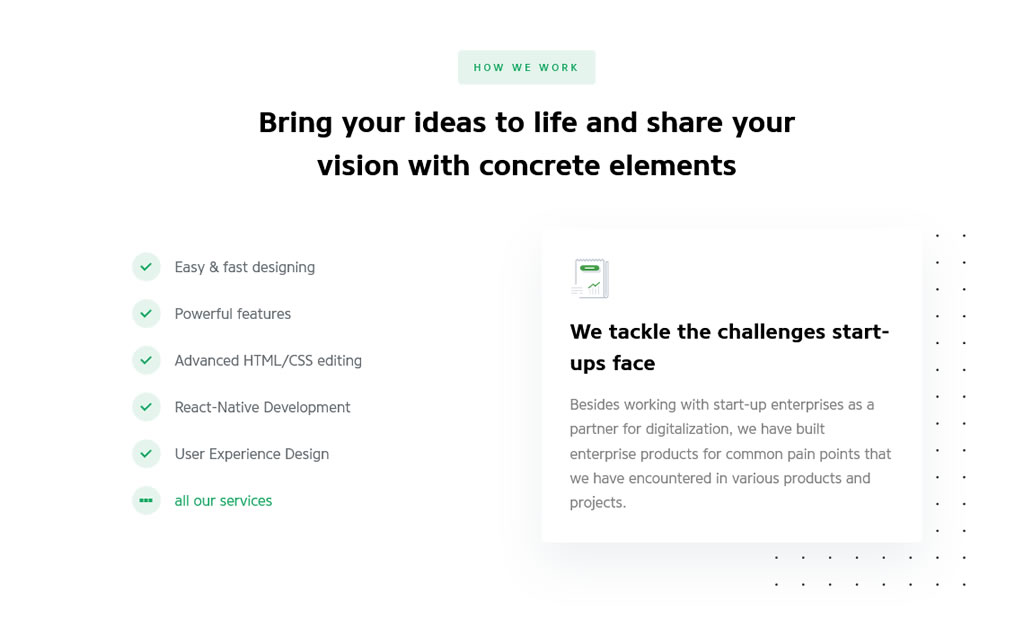 HOW WE WORK
Bring your ideas to life and share your
vision with concrete elements
Easy & fast designing
Powerful features
Advanced HTML/CSS editing
React-Native Development
User Experience Design
all our services
We tackle the challenges start-
ups face
Besides working with start-up enterprises as a
partner for digitalization, we have built
enterprise products for common pain points that
we have encountered in various products and
projects.